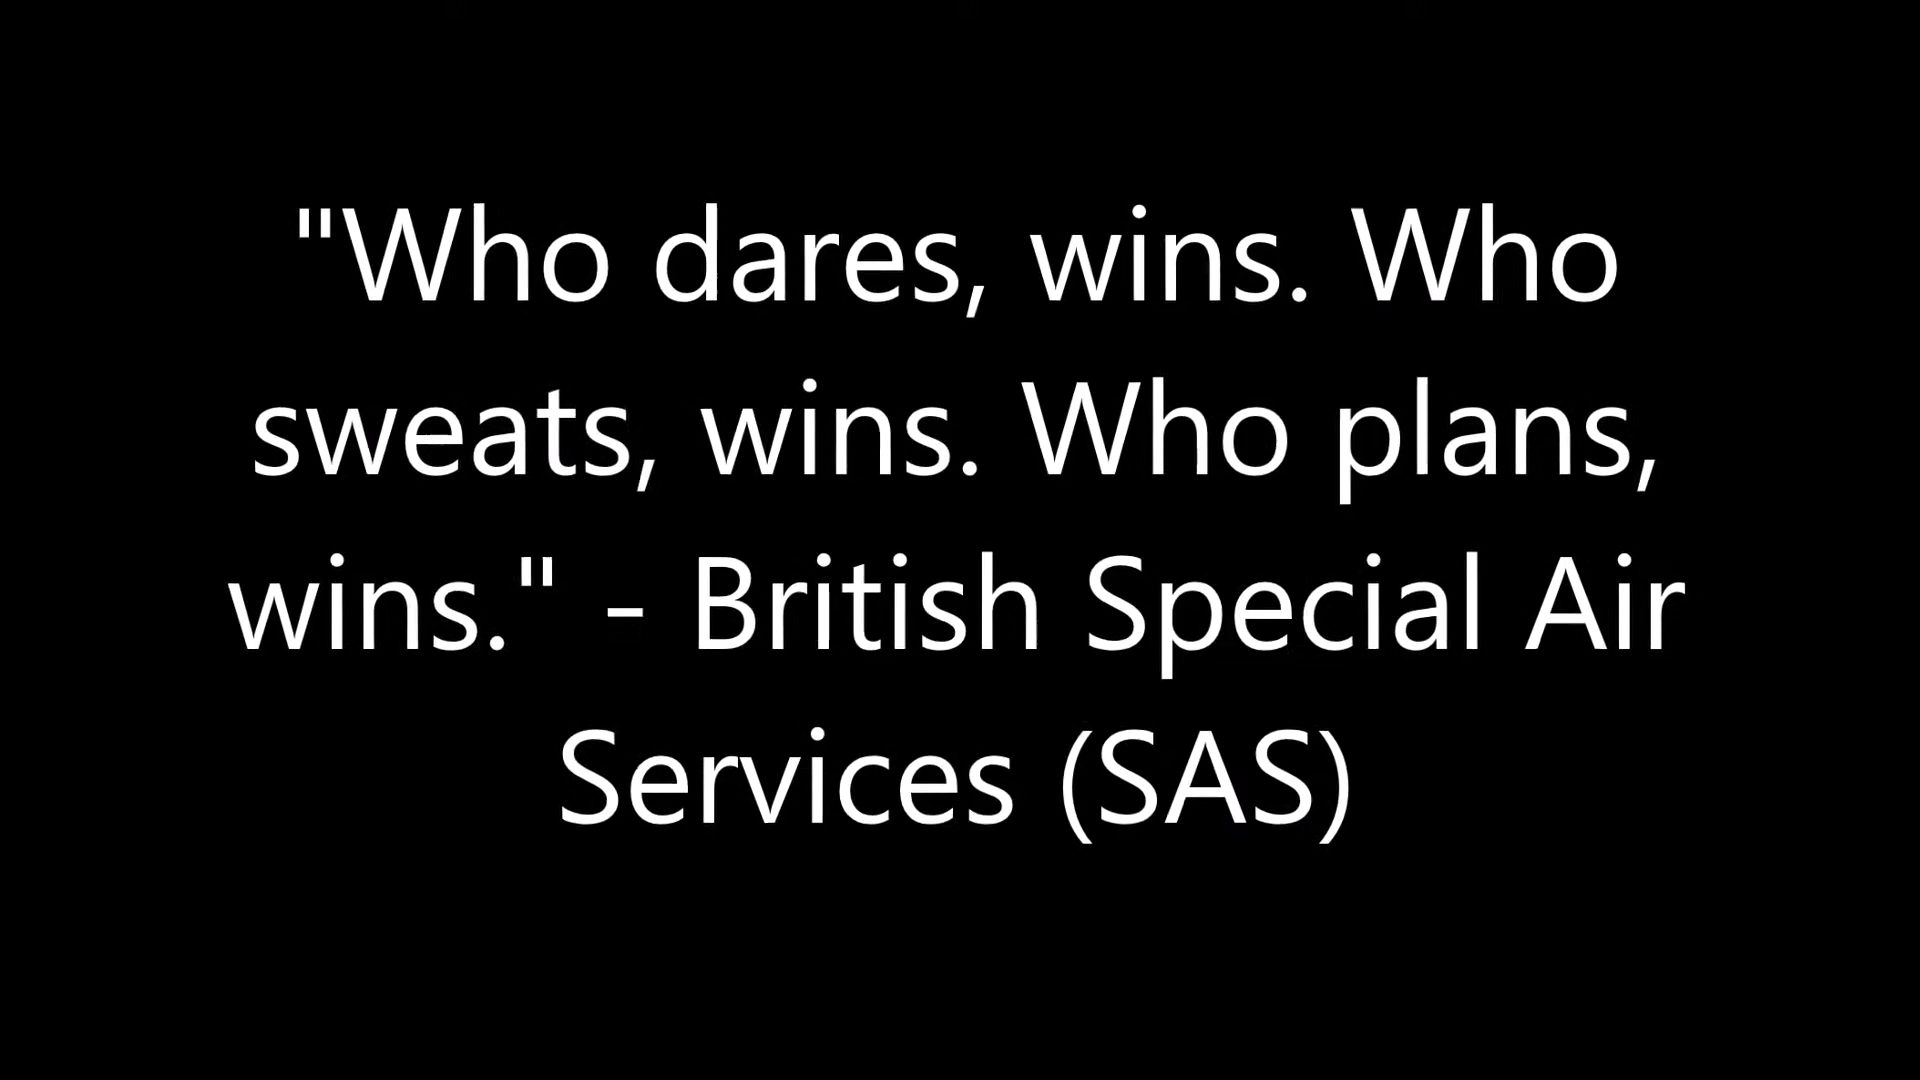 "Who dares, wins. Who
sweats, wins. Who plans,
wins." - British Special Air
Services (SAS)